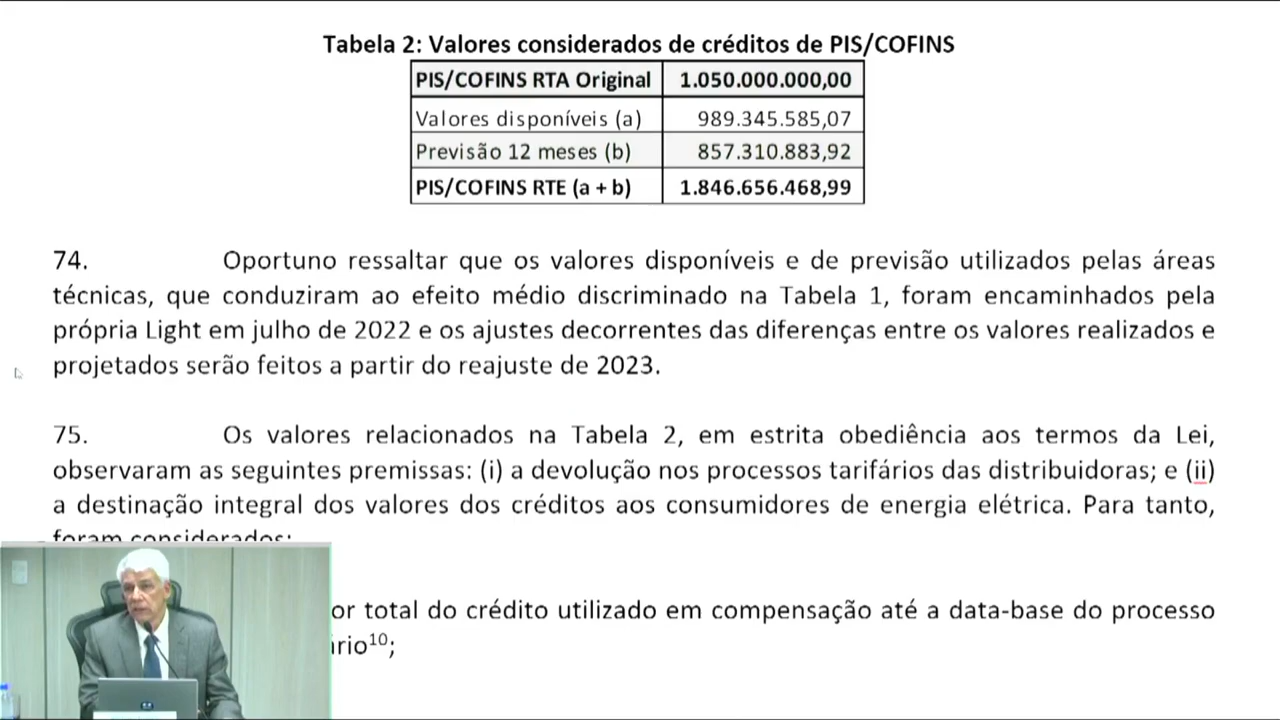 Tabela 2: Valores considerados de créditos de PIS/COFINS
PIS/COFINS RTA Original 1.050.000.000,00
Valores disponíveis (a) 989.345.585,07
Previsão 12 meses (b) 857.310.883,92
PIS/COFINS RTE (a + b) 1.846.656.468,99
74. Oportuno ressaltar que os valores disponíveis e de previsão utilizados pelas áreas
técnicas, que conduziram ao efeito médio discriminado na Tabela 1, foram encaminhados pela
própria Light em julho de 2022 e os ajustes decorrentes das diferenças entre os valores realizados e
projetados serão feitos a partir do reajuste de 2023.
75. Os valores relacionados na Tabela 2, em estrita obediência aos termos da Lei,
observaram as seguintes premissas: (i) a devolução nos processos tarifários das distribuidoras; e (ii)
a destinação integral dos valores dos créditos aos consumidores de energia elétrica. Para tanto,
foram considerados:
or total do crédito utilizado em compensação até a data-base do processo
ário¹⁰;